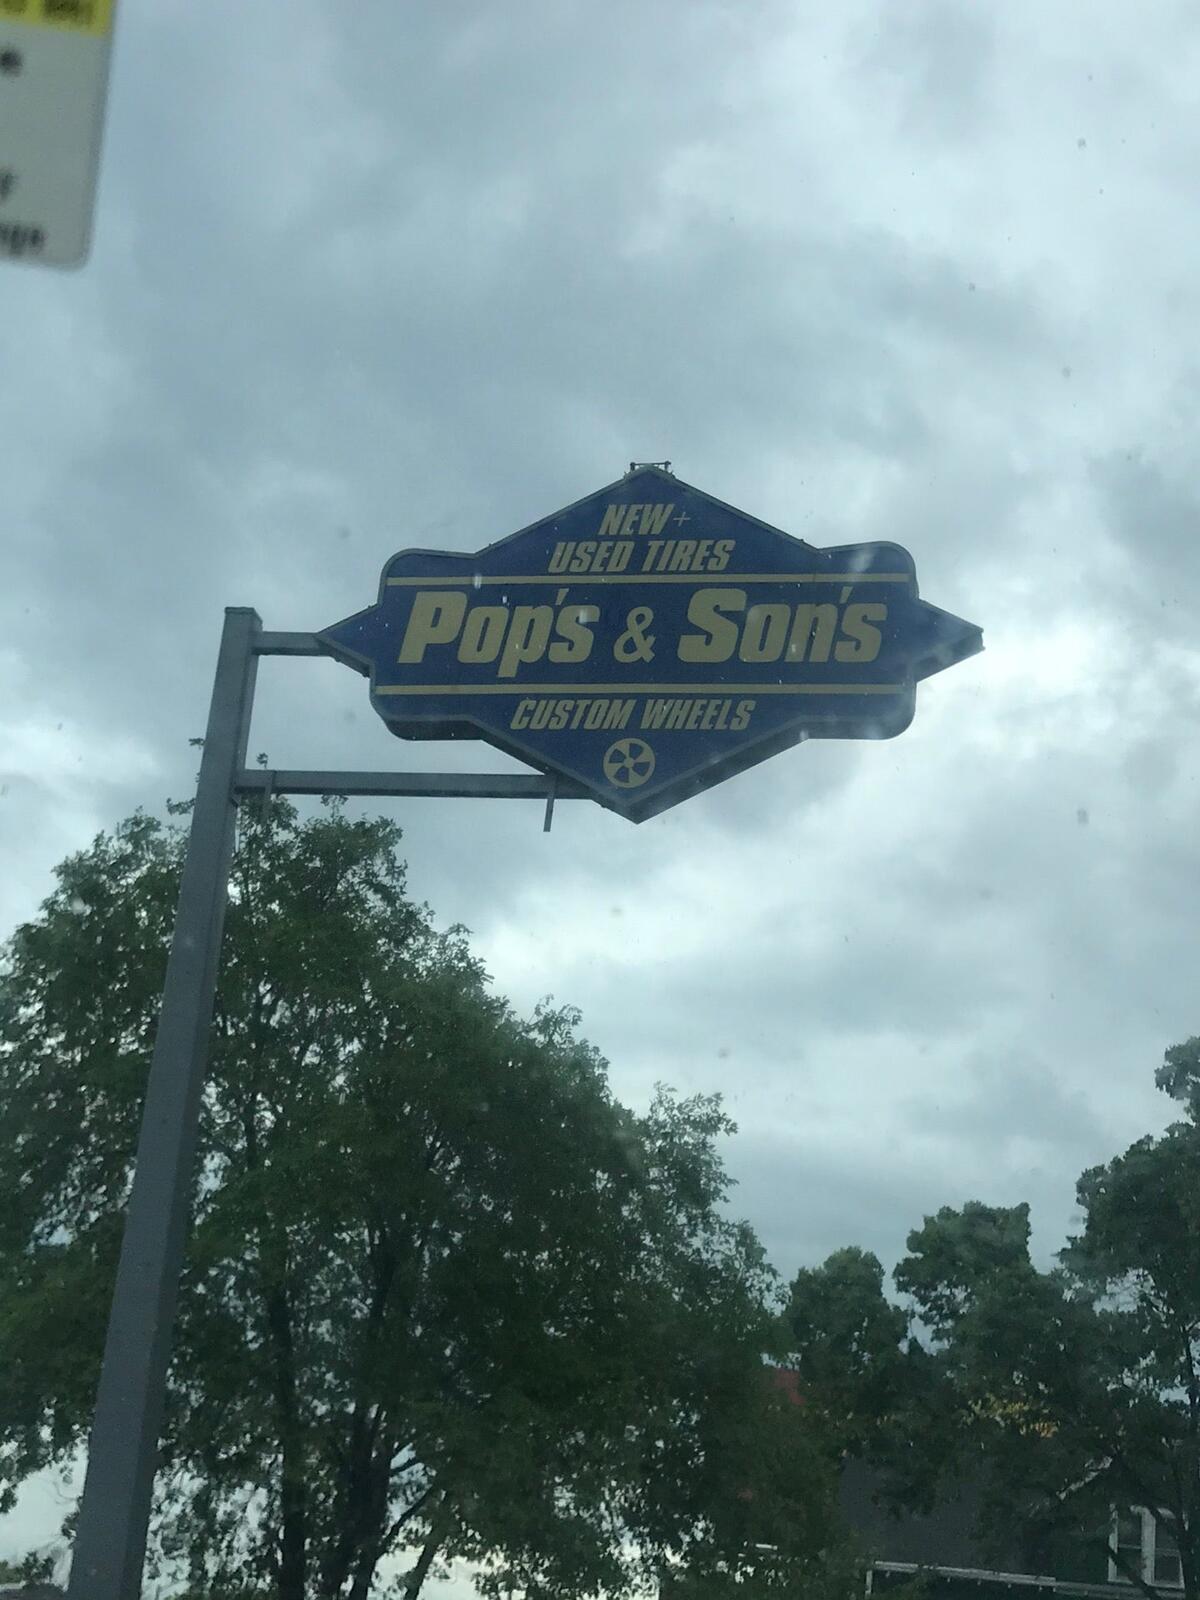 NEW+
USED TIRES
Pop's & Son's
CUSTOM WHEELS